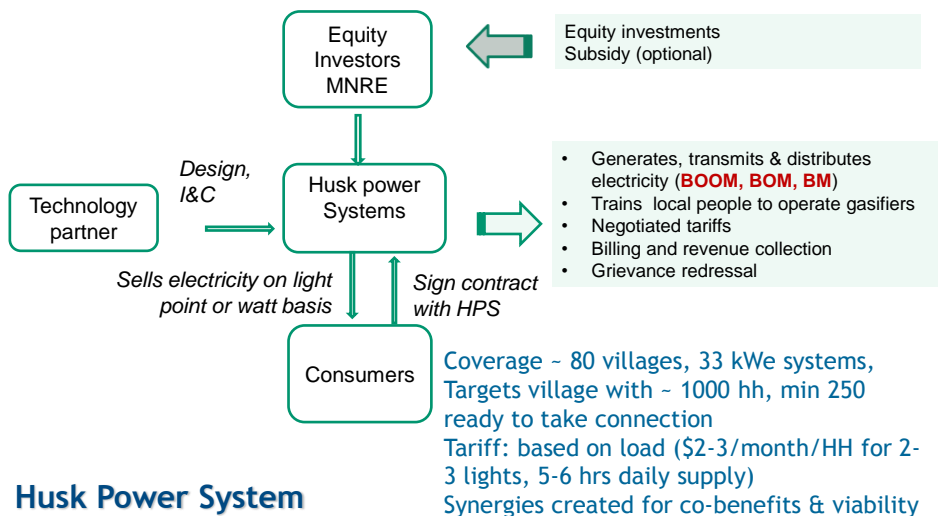 Equity
Investors
MNRE
Equity investments
Subsidy (optional)
Design,
I&C
Technology
partner
Husk power
Systems
• Generates, transmits & distributes
electricity (BOOM, BOM, BM)
• Trains local people to operate gasifiers
• Negotiated tariffs
• Billing and revenue collection
• Grievance redressal
Sells electricity on light
point or watt basis
Sign contract
with HPS
Consumers
Coverage ~ 80 villages, 33 kWe systems,
Targets village with ~ 1000 hh, min 250
ready to take connection
Tariff: based on load ($2-3/month/HH for 2-
3 lights, 5-6 hrs daily supply)
Synergies created for co-benefits & viability
Husk Power System